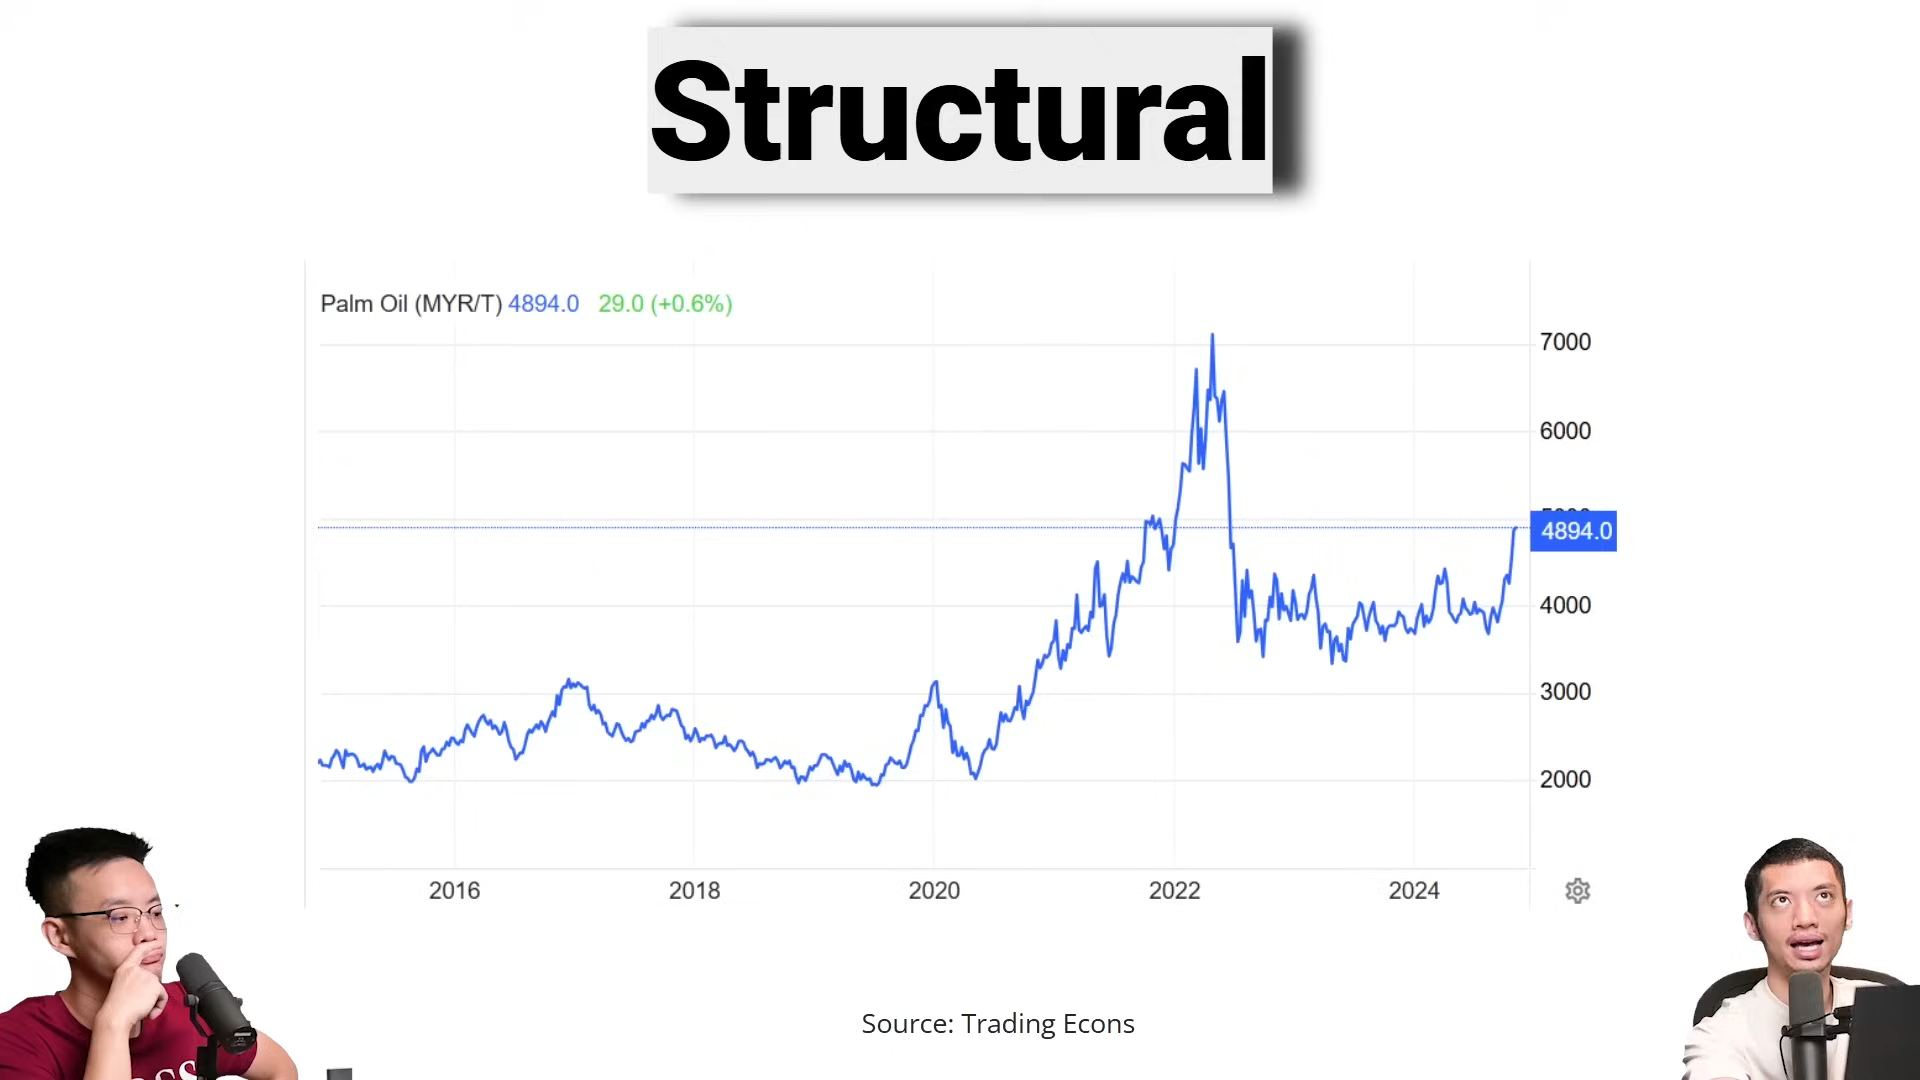 Structural
Palm Oil (MYR/T) 4894.0 29.0 (+0.6%)
7000
6000
4894.0
4000
3000
2000
2016 2018 2020 2022 2024
Source: Trading Econs